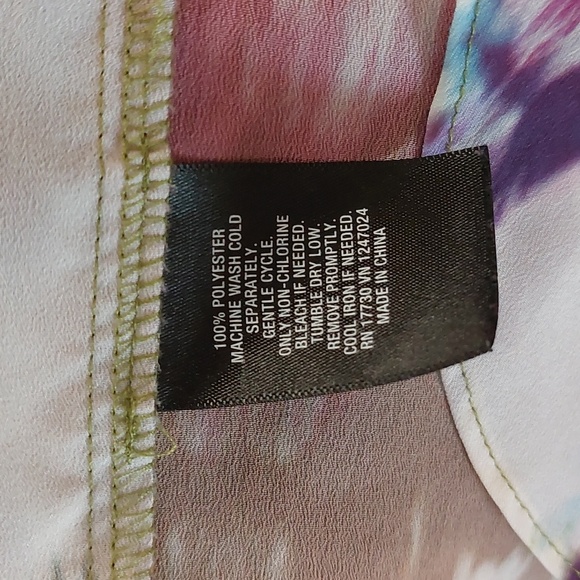 100% POLYESTER
MACHINE WASH COLD
SEPARATELY.
GENTLE CYCLE.
ONLY NON-CHLORINE
BLEACH IF NEEDED.
TUMBLE DRY LOW.
REMOVE PROMPTLY.
COOL IRON IF NEEDED.
RN 17730 VN 1247024
MADE IN CHINA